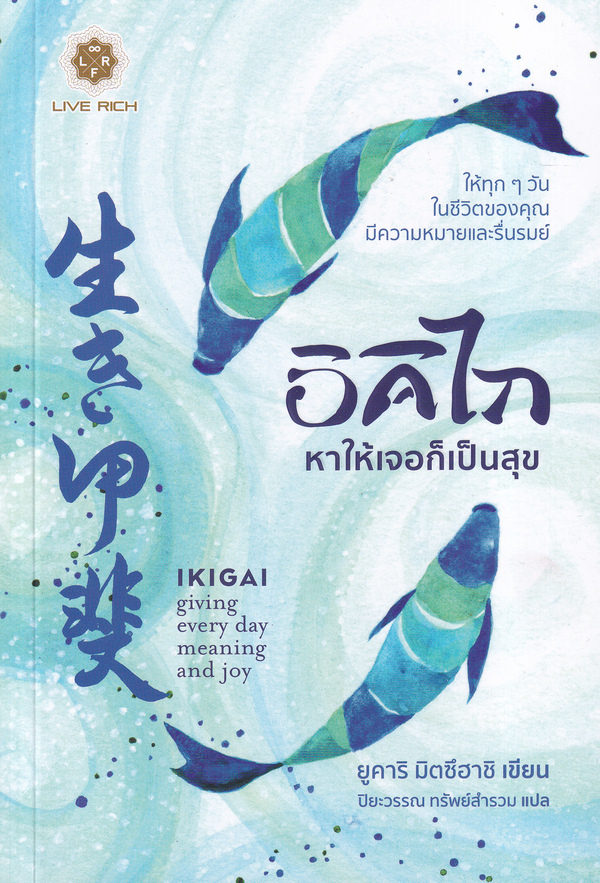 ∞
L R
F
LIVE RICH
生き甲斐
ให้ทุก ๆ วัน
ในชีวิตของคุณ
มีความหมายและรื่นรมย์
อิคิไก
หาให้เจอก็เป็นสุข
IKIGAI
giving
every day
meaning
and joy
ยูคาริ มิตซึฮาชิ เขียน
ปิยะวรรณ ทรัพย์สำรวม แปล